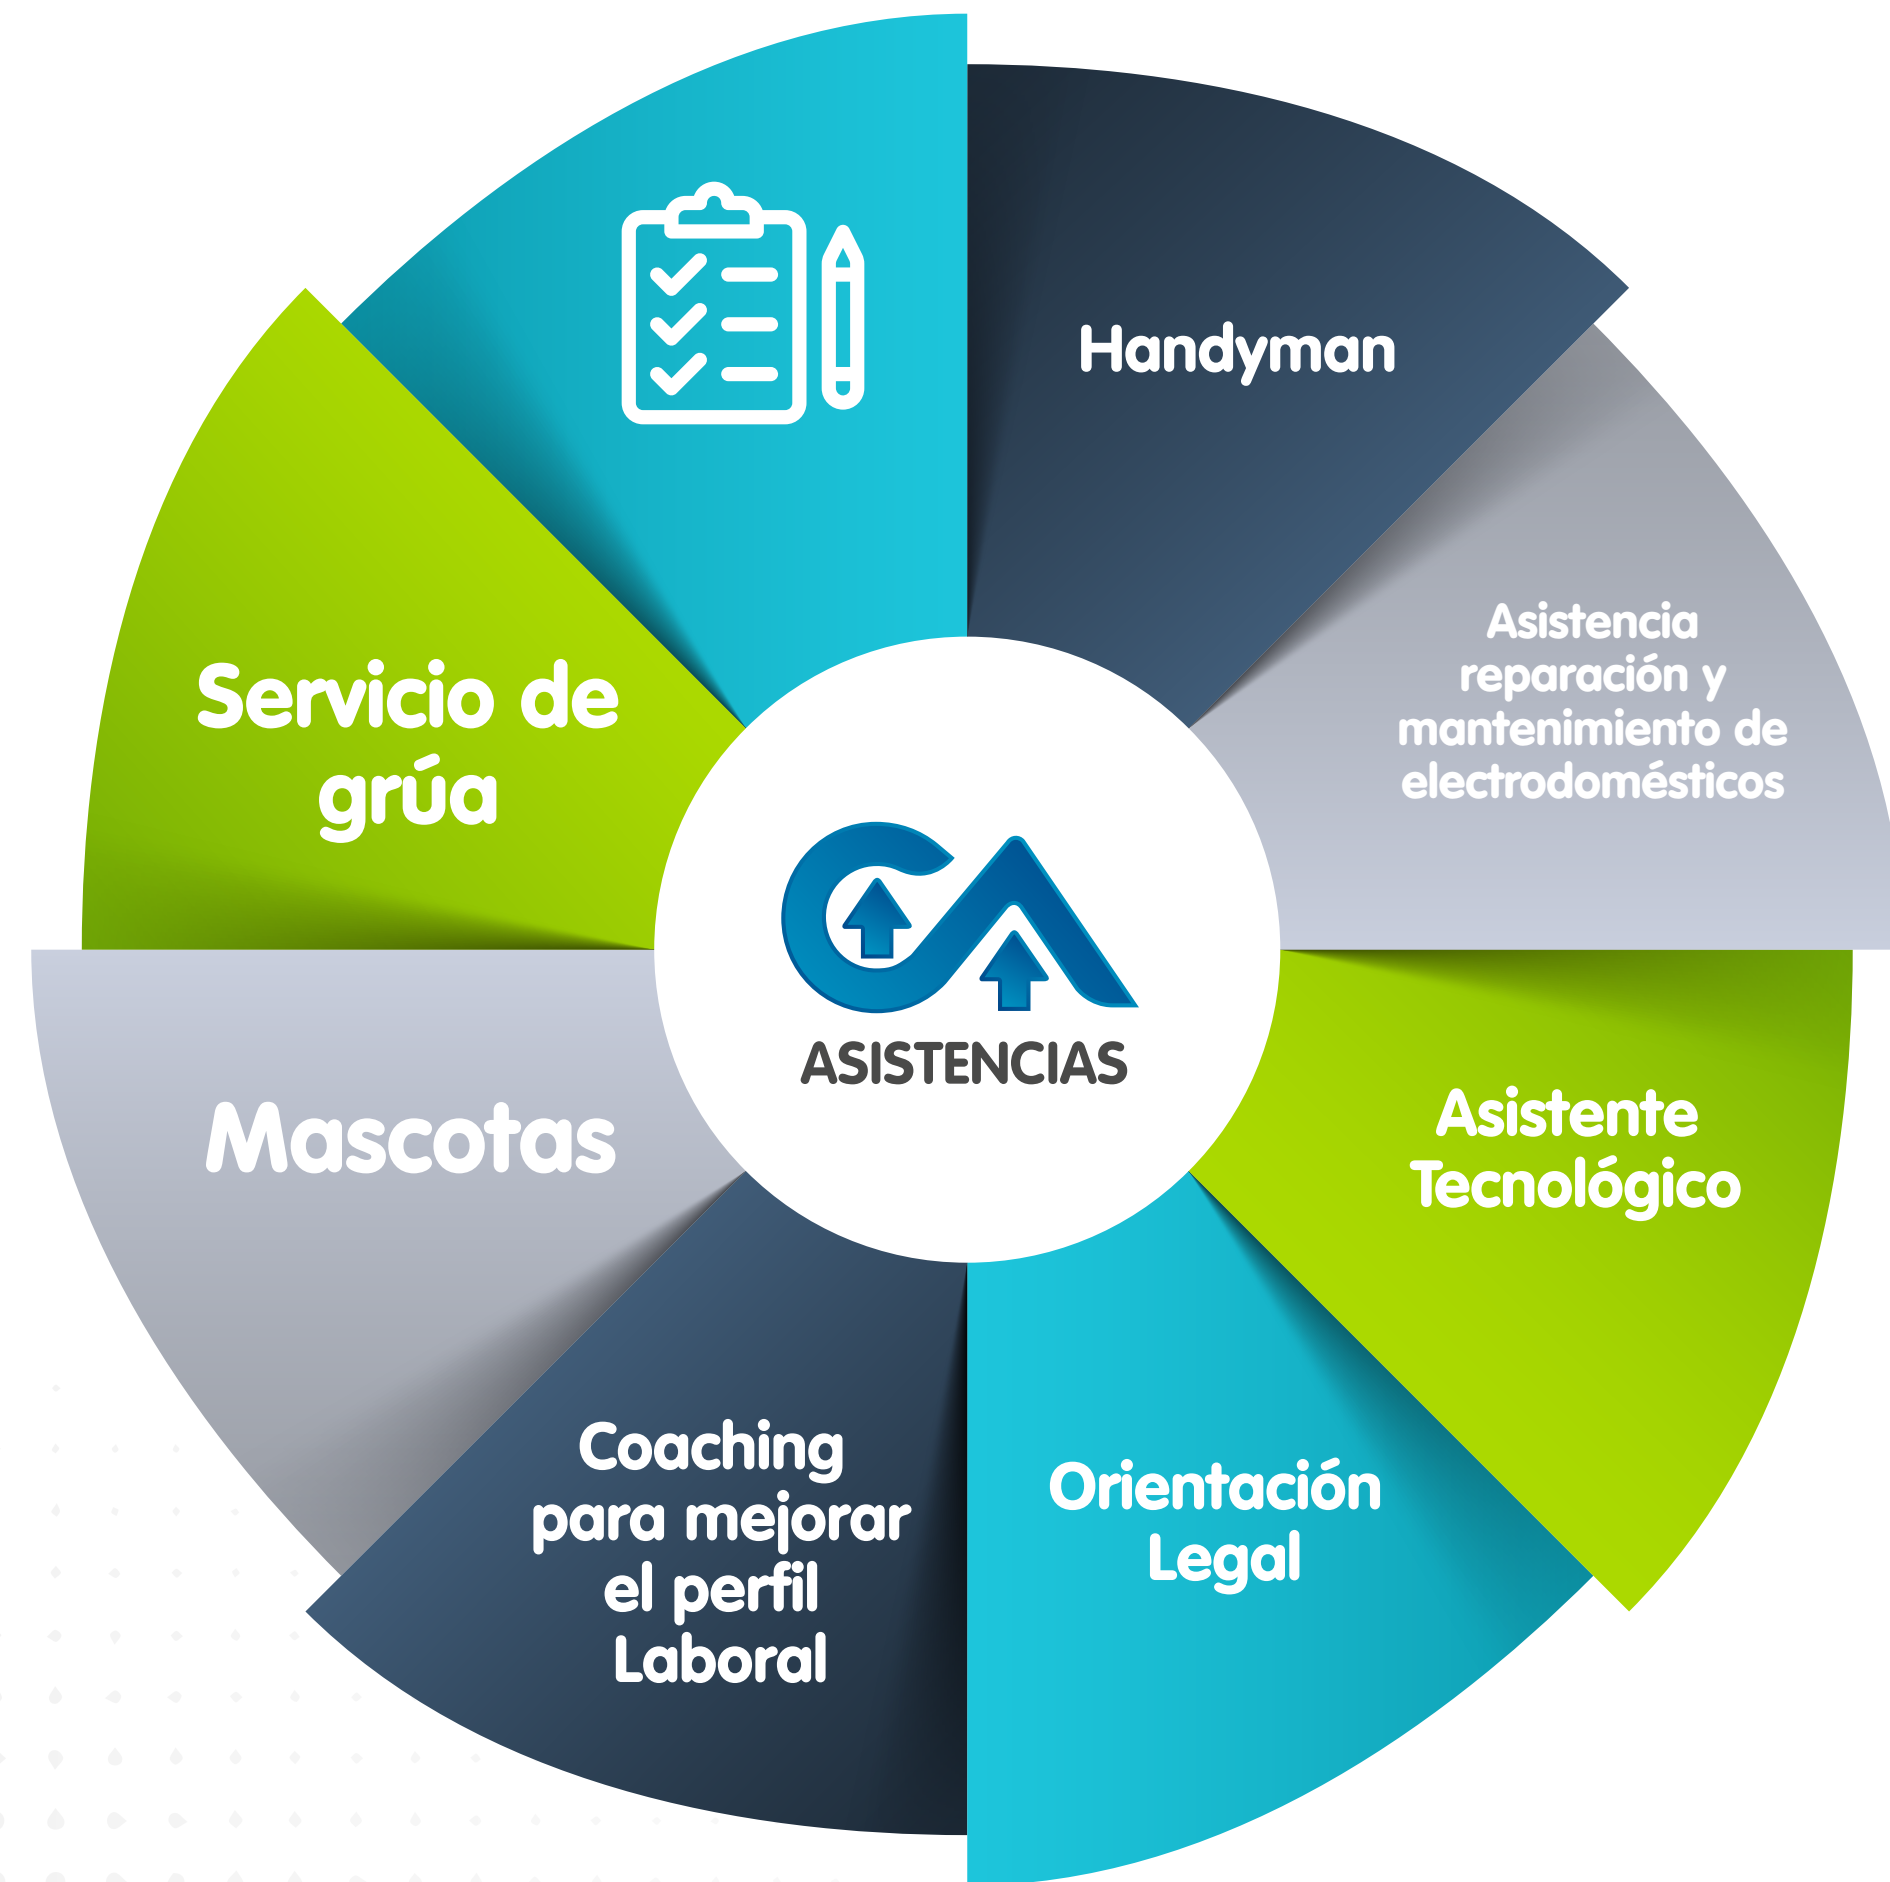 Handyman
Asistencia
reparación y
mantenimiento de
electrodomésticos
Asistente
Tecnológico
Orientación
Legal
Coaching
para mejorar
el perfil
Laboral
Mascotas
Servicio de
grúa
CA
ASISTENCIAS